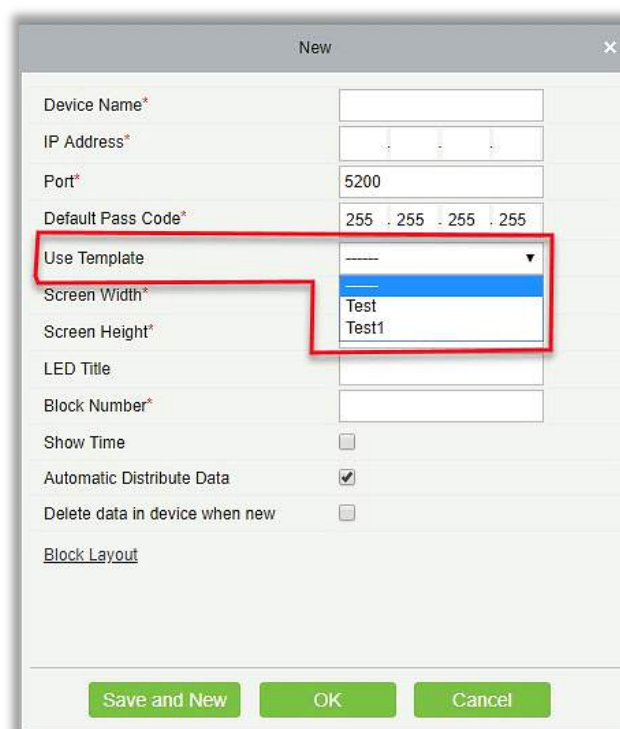 New ×
Device Name*
IP Address* . . .
Port* 5200
Default Pass Code* 255 . 255 . 255 . 255
Use Template ------
------
Screen Width*
Test
Screen Height*
Test1
LED Title
Block Number*
Show Time
Automatic Distribute Data
Delete data in device when new
Block Layout
Save and New OK Cancel